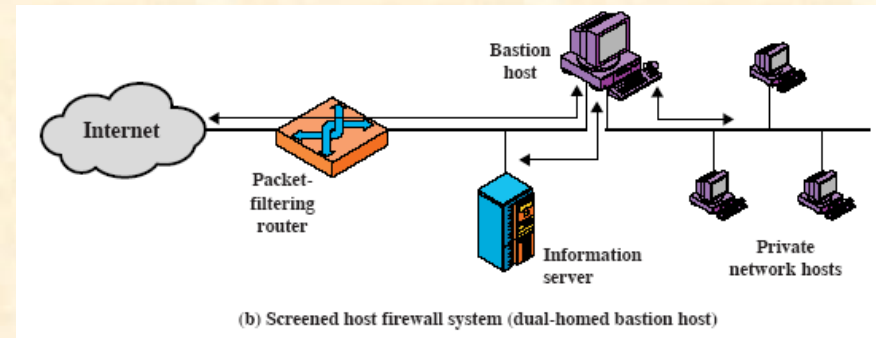 Bastion
host
Internet
Packet-
filtering
router
Information
server
Private
network hosts
(b) Screened host firewall system (dual-homed bastion host)